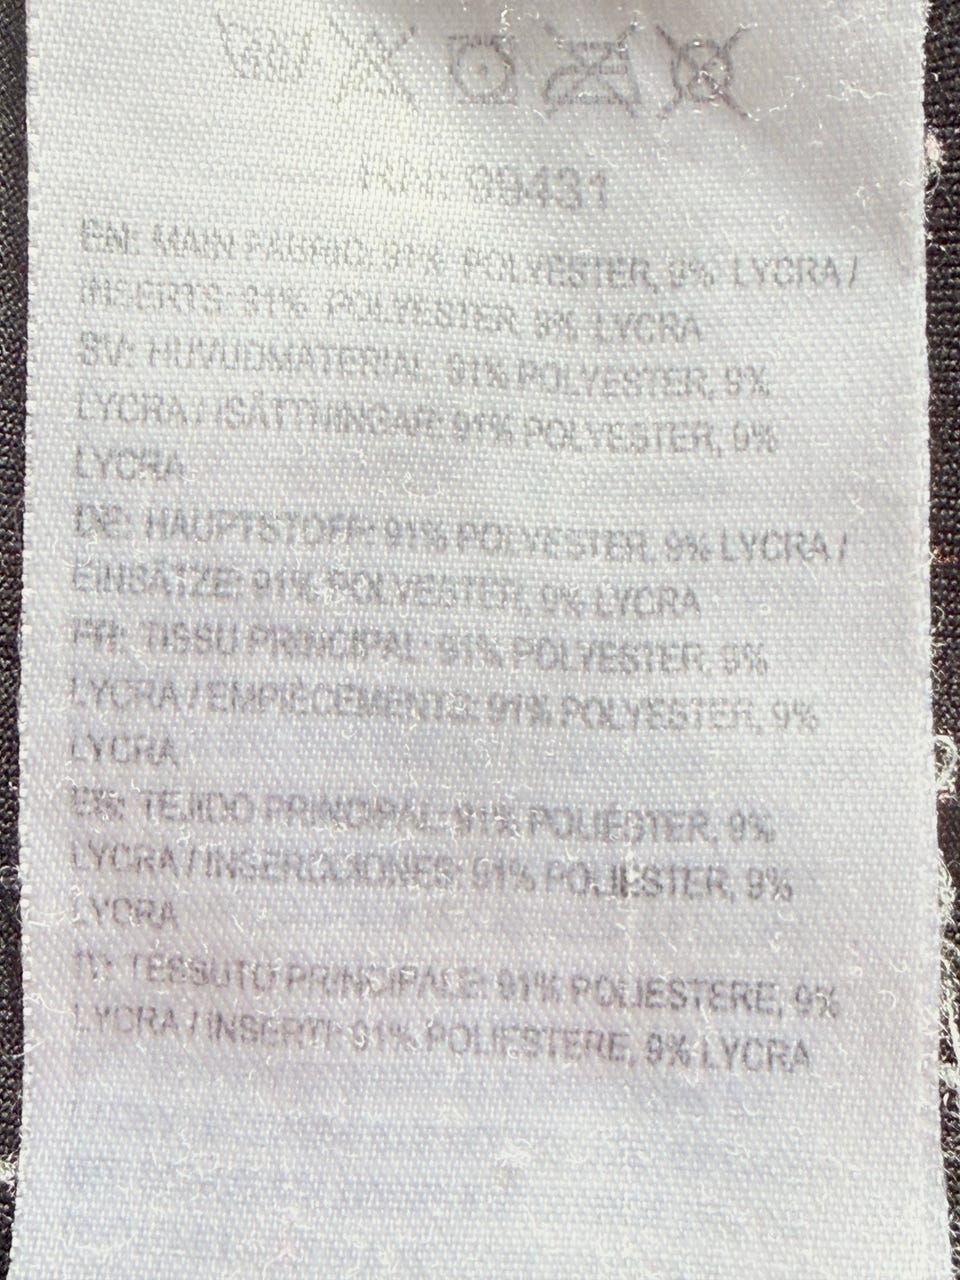 RN: 99431
EN: MAIN FABRIC: 91% POLYESTER, 9% LYCRA /
INSERTS: 91% POLYESTER, 9% LYCRA
SV: HUVUDMATERIAL: 91% POLYESTER, 9%
LYCRA / ISÄTTNINGAR: 91% POLYESTER, 9%
LYCRA
DE: HAUPTSTOFF: 91% POLYESTER, 9% LYCRA /
EINSÄTZE: 91% POLYESTER, 9% LYCRA
FR: TISSU PRINCIPAL: 91% POLYESTER, 9%
LYCRA / EMPIÈCEMENTS: 91% POLYESTER, 9%
LYCRA
ES: TEJIDO PRINCIPAL: 91% POLIÉSTER, 9%
LYCRA / INSERCIONES: 91% POLIÉSTER, 9%
LYCRA
IT: TESSUTO PRINCIPALE: 91% POLIESTERE, 9%
LYCRA / INSERTI: 91% POLIESTERE, 9% LYCRA